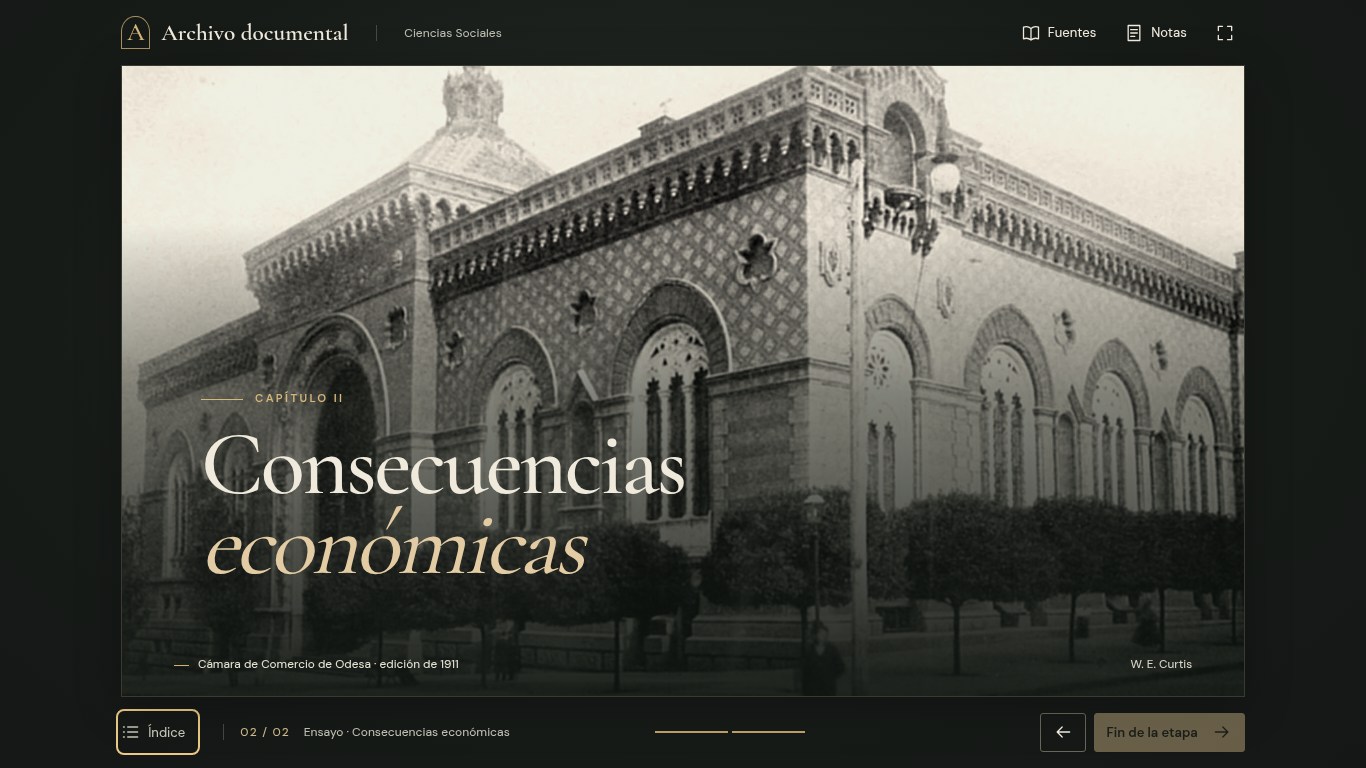 A Archivo documental
Ciencias Sociales
Fuentes
Notas
CAPÍTULO II
Consecuencias
económicas
Cámara de Comercio de Odesa · edición de 1911
W. E. Curtis
Índice
02 / 02
Ensayo · Consecuencias económicas
Fin de la etapa